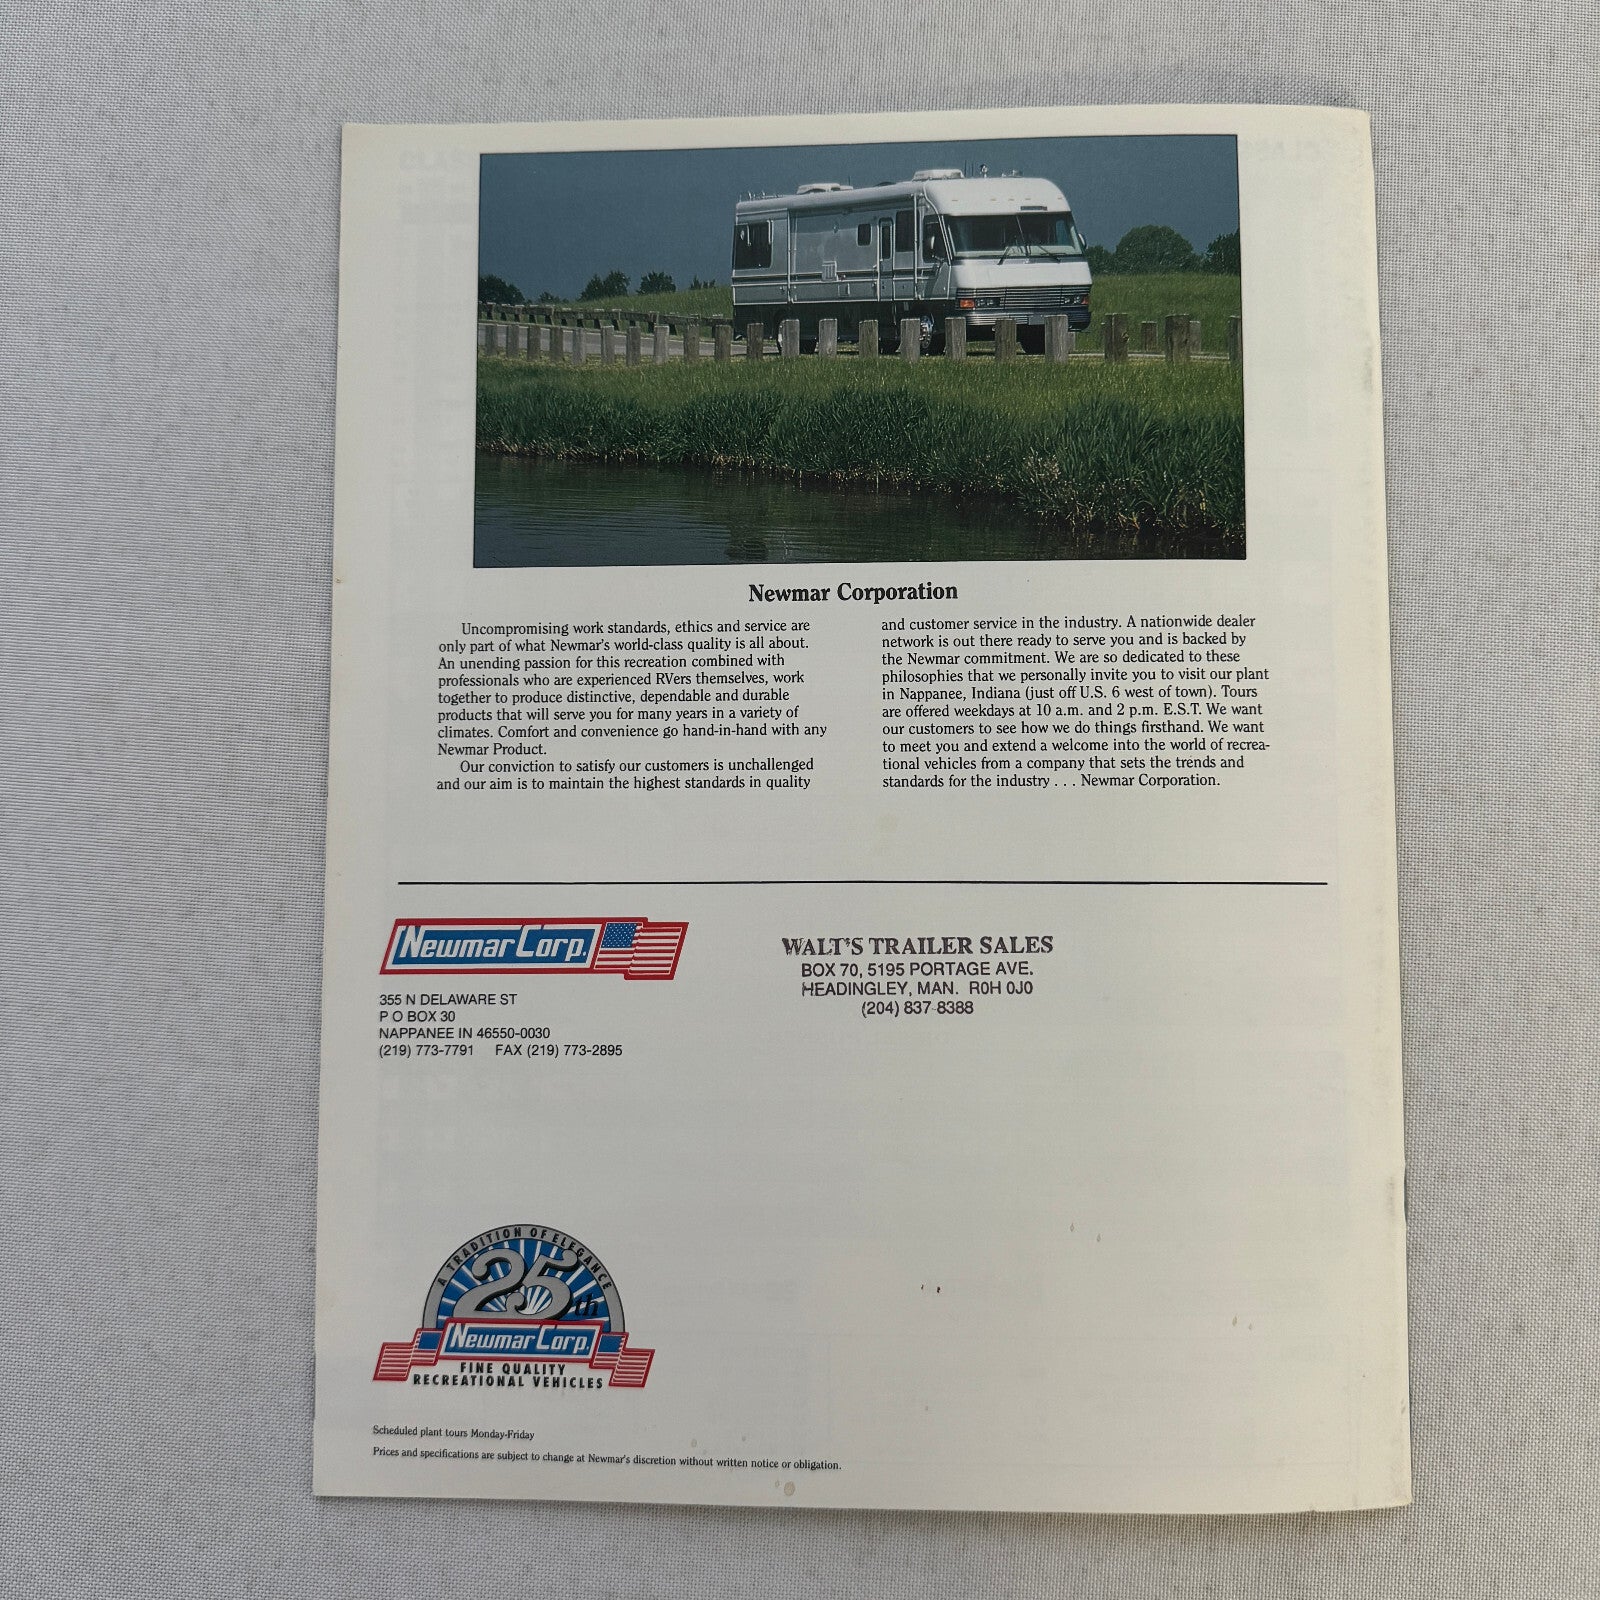 Newmar Corporation
Uncompromising work standards, ethics and service are
only part of what Newmar's world-class quality is all about.
An unending passion for this recreation combined with
professionals who are experienced RVers themselves, work
together to produce distinctive, dependable and durable
products that will serve you for many years in a variety of
climates. Comfort and convenience go hand-in-hand with any
Newmar Product.
Our conviction to satisfy our customers is unchallenged
and our aim is to maintain the highest standards in quality
and customer service in the industry. A nationwide dealer
network is out there ready to serve you and is backed by
the Newmar commitment. We are so dedicated to these
philosophies that we personally invite you to visit our plant
in Nappanee, Indiana (just off U.S. 6 west of town). Tours
are offered weekdays at 10 a.m. and 2 p.m. E.S.T. We want
our customers to see how we do things firsthand. We want
to meet you and extend a welcome into the world of recrea-
tional vehicles from a company that sets the trends and
standards for the industry . . . Newmar Corporation.
Newmar Corp.
355 N DELAWARE ST
P O BOX 30
NAPPANEE IN 46550-0030
(219) 773-7791 FAX (219) 773-2895
WALT'S TRAILER SALES
BOX 70, 5195 PORTAGE AVE.
HEADINGLEY, MAN. R0H 0J0
(204) 837-8388
A TRADITION OF ELEGANCE
25th
Newmar Corp.
FINE QUALITY
RECREATIONAL VEHICLES
Scheduled plant tours Monday-Friday
Prices and specifications are subject to change at Newmar's discretion without written notice or obligation.